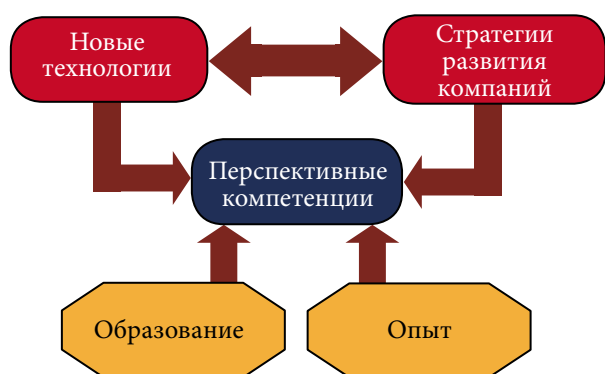 Новые
технологии
Стратегии
развития
компаний
Перспективные
компетенции
Образование
Опыт